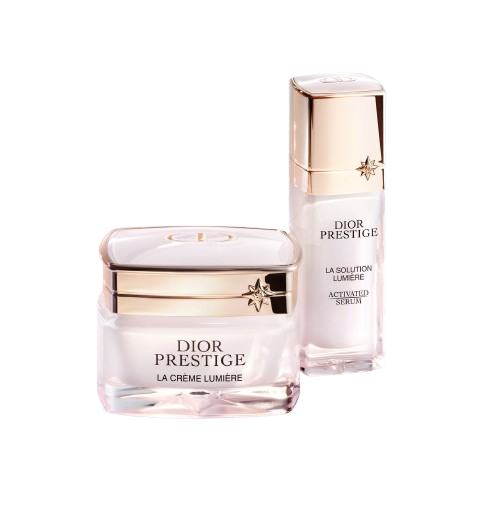 DIOR
PRESTIGE
LA CRÈME LUMIÈRE
DIOR
PRESTIGE
LA SOLUTION
LUMIÈRE
ACTIVATED
SERUM